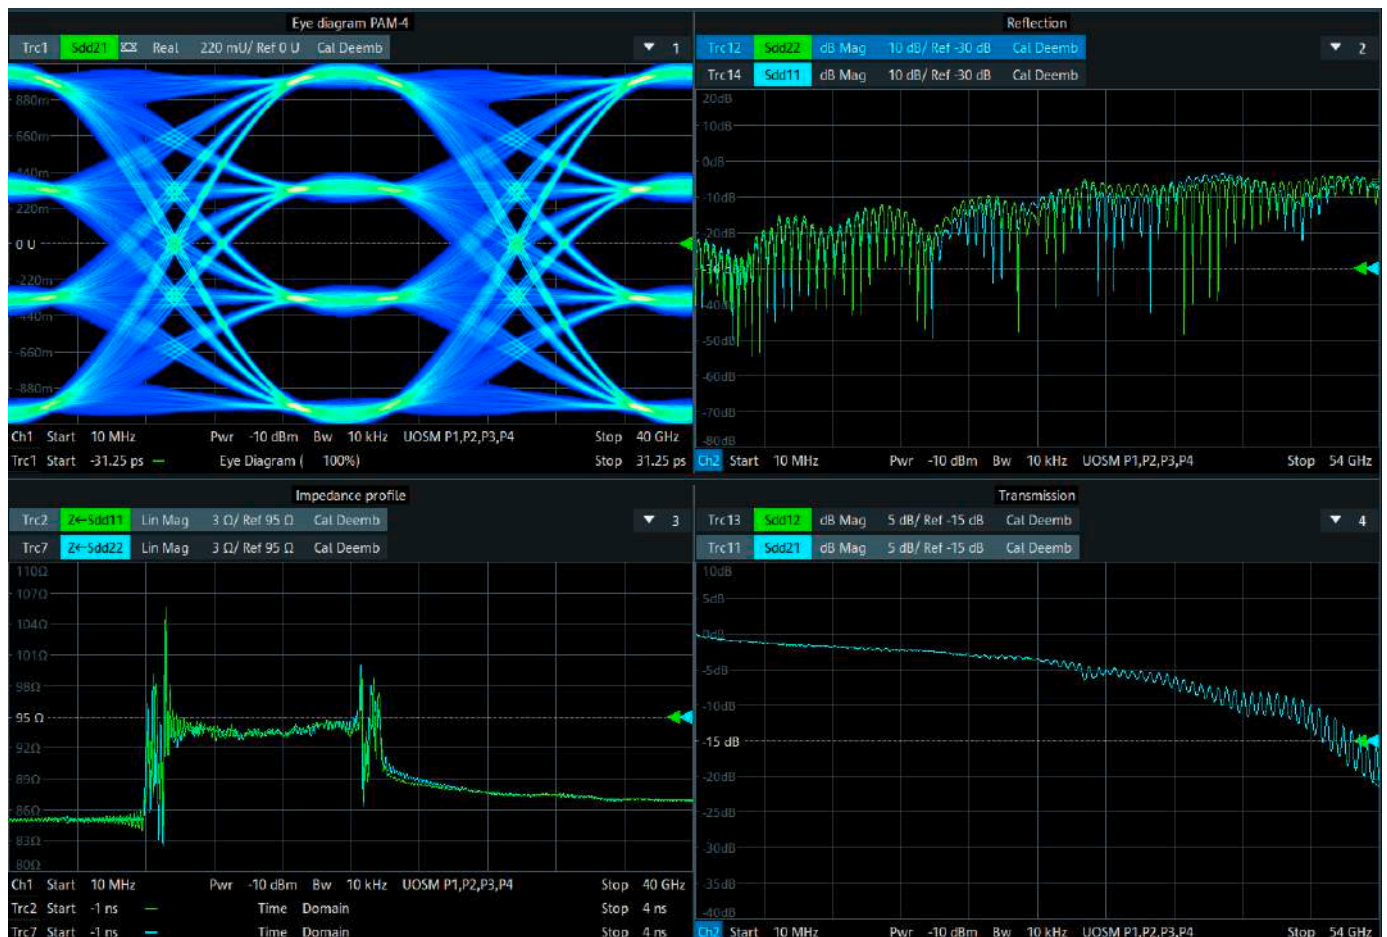 Eye diagram PAM-4
Trc1 Sdd21 Real 220 mU/ Ref 0 U Cal Deemb 1
880m
660m
440m
220m
0 U
-220m
-440m
-660m
-880m
Ch1 Start 10 MHz Pwr -10 dBm Bw 10 kHz UOSM P1,P2,P3,P4 Stop 40 GHz
Trc1 Start -31.25 ps Eye Diagram ( 100%) Stop 31.25 ps
Reflection
Trc12 Sdd22 dB Mag 10 dB/ Ref -30 dB Cal Deemb 2
Trc14 Sdd11 dB Mag 10 dB/ Ref -30 dB Cal Deemb
20dB
10dB
0dB
-10dB
-20dB
-40dB
-50dB
-60dB
-70dB
-80dB
Ch2 Start 10 MHz Pwr -10 dBm Bw 10 kHz UOSM P1,P2,P3,P4 Stop 54 GHz
Impedance profile
Trc2 Z←Sdd11 Lin Mag 3 Ω/ Ref 95 Ω Cal Deemb 3
Trc7 Z←Sdd22 Lin Mag 3 Ω/ Ref 95 Ω Cal Deemb
110Ω
107Ω
104Ω
101Ω
98Ω
95 Ω
92Ω
89Ω
86Ω
83Ω
80Ω
Ch1 Start 10 MHz Pwr -10 dBm Bw 10 kHz UOSM P1,P2,P3,P4 Stop 40 GHz
Trc2 Start -1 ns Time Domain Stop 4 ns
Trc7 Start -1 ns Time Domain Stop 4 ns
Transmission
Trc13 Sdd12 dB Mag 5 dB/ Ref -15 dB Cal Deemb 4
Trc11 Sdd21 dB Mag 5 dB/ Ref -15 dB Cal Deemb
10dB
5dB
0dB
-5dB
-10dB
-15 dB
-20dB
-25dB
-30dB
-35dB
-40dB
Ch2 Start 10 MHz Pwr -10 dBm Bw 10 kHz UOSM P1,P2,P3,P4 Stop 54 GHz